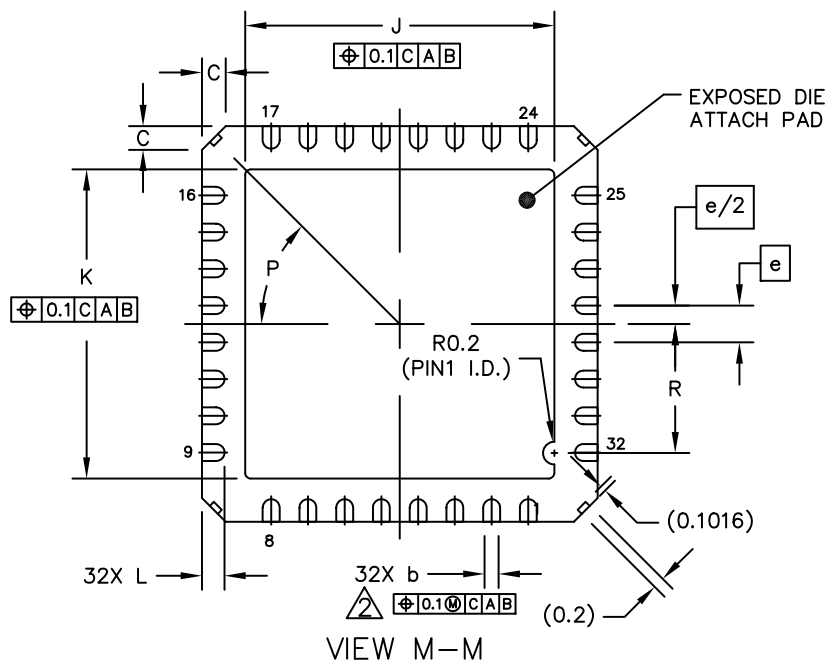 J
⌖ 0.1 C A B
C
17
24
EXPOSED DIE
ATTACH PAD
C
16
25
e/2
P
K
e
⌖ 0.1 C A B
R0.2
(PIN1 I.D.)
R
9
32
1
(0.1016)
8
32X L
32X b
2
⌖ 0.1 Ⓜ C A B
(0.2)
VIEW M-M